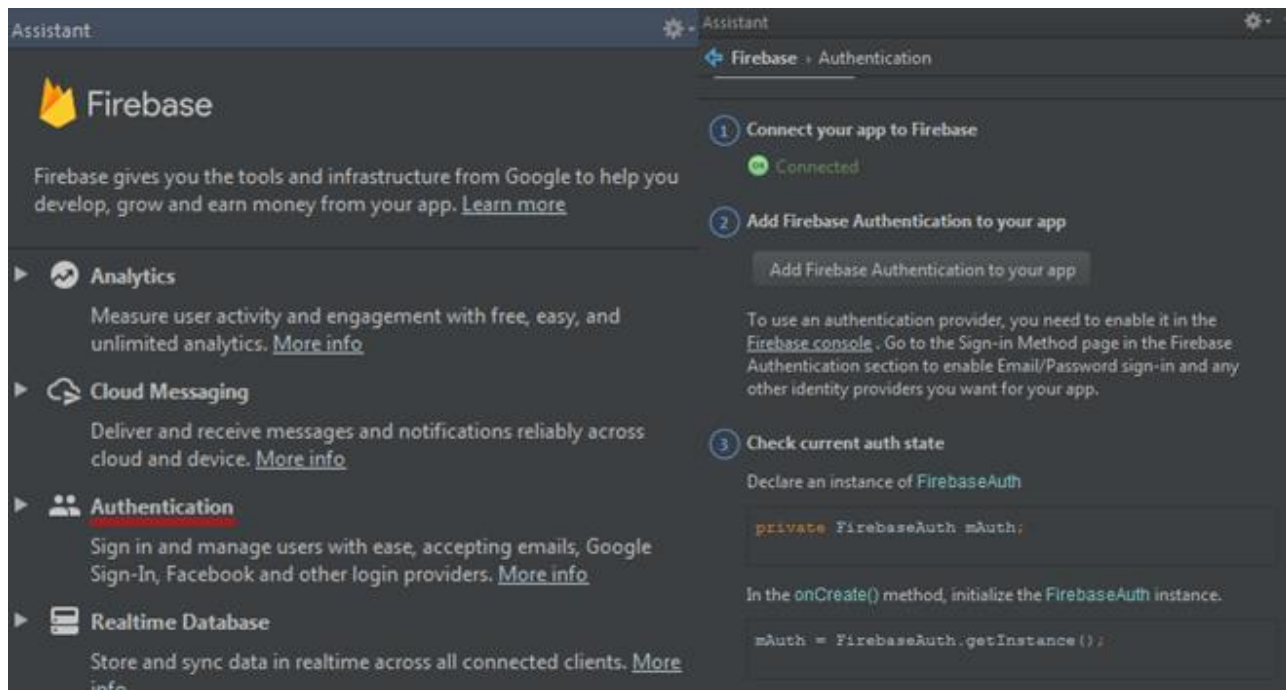 Assistant
Firebase
Firebase gives you the tools and infrastructure from Google to help you
develop, grow and earn money from your app. Learn more
Analytics
Measure user activity and engagement with free, easy, and
unlimited analytics. More info
Cloud Messaging
Deliver and receive messages and notifications reliably across
cloud and device. More info
Authentication
Sign in and manage users with ease, accepting emails, Google
Sign-In, Facebook and other login providers. More info
Realtime Database
Store and sync data in realtime across all connected clients. More
info
Assistant
Firebase › Authentication
1 Connect your app to Firebase
OK Connected
2 Add Firebase Authentication to your app
Add Firebase Authentication to your app
To use an authentication provider, you need to enable it in the
Firebase console . Go to the Sign-in Method page in the Firebase
Authentication section to enable Email/Password sign-in and any
other identity providers you want for your app.
3 Check current auth state
Declare an instance of FirebaseAuth
private FirebaseAuth mAuth;
In the onCreate() method, initialize the FirebaseAuth instance.
mAuth = FirebaseAuth.getInstance();